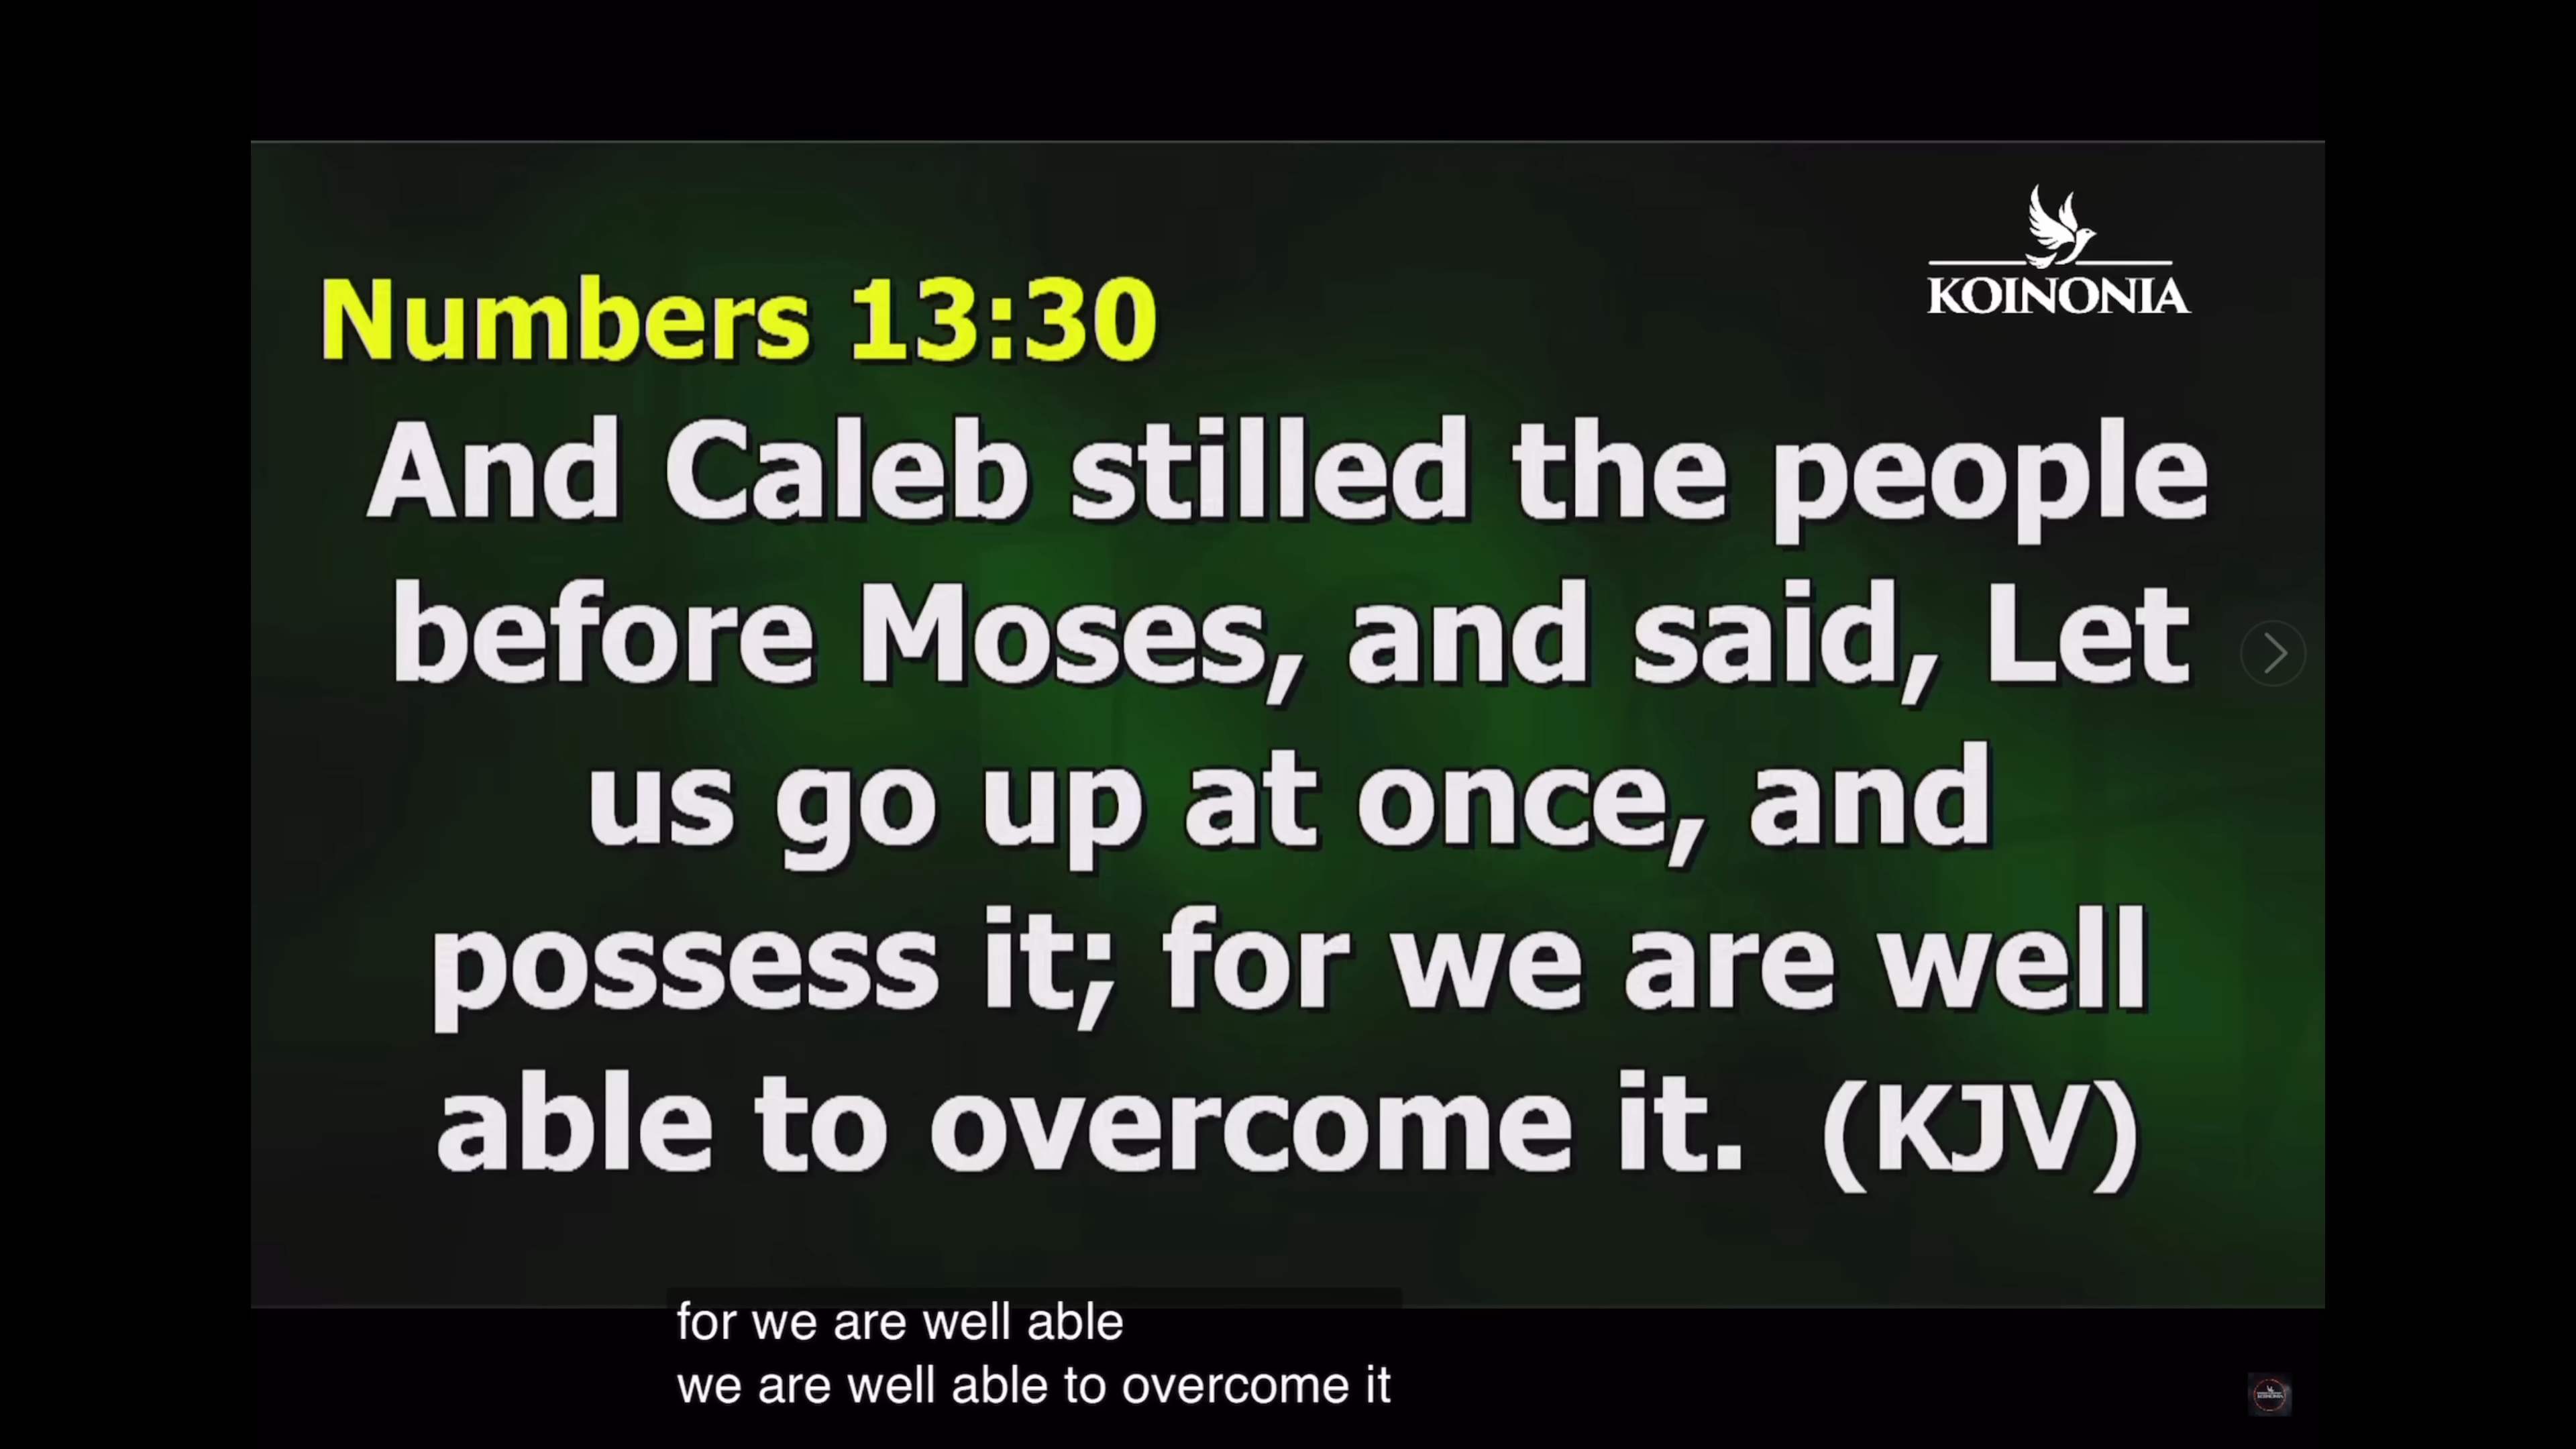 KOINONIA
Numbers 13:30
And Caleb stilled the people
before Moses, and said, Let
us go up at once, and
possess it; for we are well
able to overcome it. (KJV)
for we are well able
we are well able to overcome it